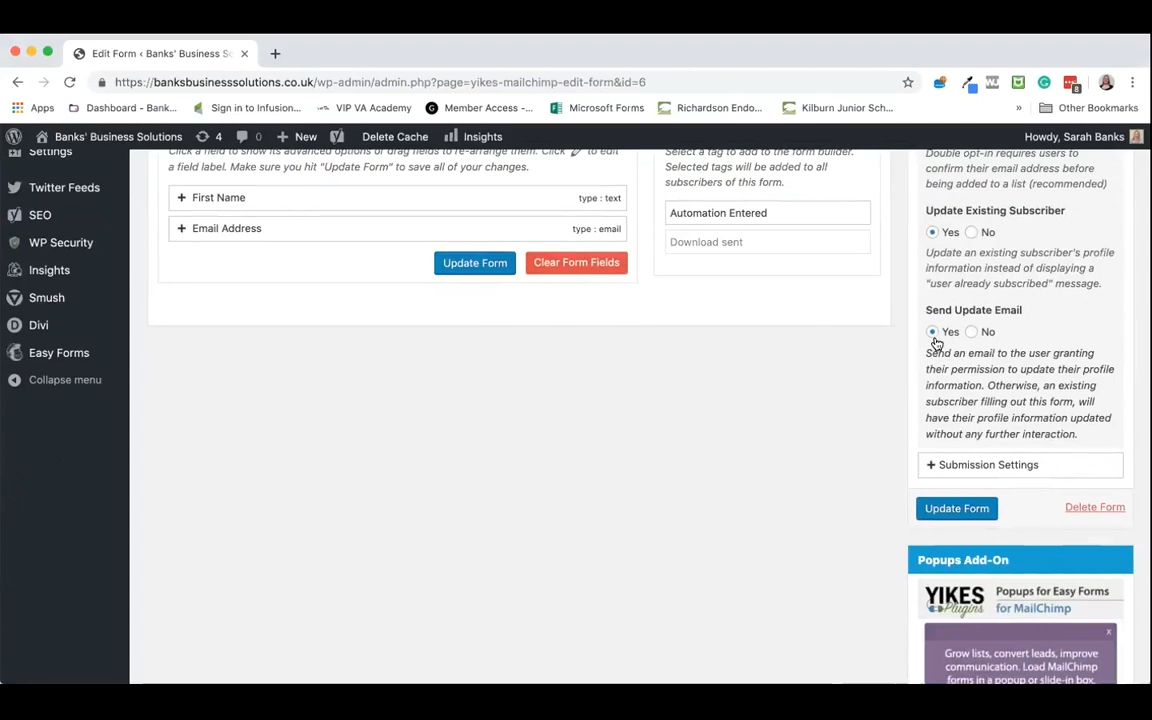 Edit Form ‹ Banks' Business So
https://banksbusinesssolutions.co.uk/wp-admin/admin.php?page=yikes-mailchimp-edit-form&id=6
8
Apps
Dashboard - Bank...
Sign in to Infusion...
VIP VA Academy
Member Access -...
Microsoft Forms
Richardson Endo...
Kilburn Junior Sch...
»
Other Bookmarks
Banks' Business Solutions
4
0
New
Delete Cache
Insights
Howdy, Sarah Banks
Settings
Twitter Feeds
SEO
WP Security
Insights
Smush
Divi
Easy Forms
Collapse menu
Click a field to show its advanced options or drag fields to re-arrange them. Click to edit
a field label. Make sure you hit "Update Form" to save all of your changes.
+ First Name type : text
+ Email Address type : email
Update Form
Clear Form Fields
Select a tag to add to the form builder.
Selected tags will be added to all
subscribers of this form.
Automation Entered
Download sent
Double opt-in requires users to
confirm their email address before
being added to a list (recommended)
Update Existing Subscriber
Yes No
Update an existing subscriber's profile
information instead of displaying a
"user already subscribed" message.
Send Update Email
Yes No
Send an email to the user granting
their permission to update their profile
information. Otherwise, an existing
subscriber filling out this form, will
have their profile information updated
without any further interaction.
+ Submission Settings
Update Form
Delete Form
Popups Add-On
YIKES
Plugins
Popups for Easy Forms
for MailChimp
x
Grow lists, convert leads, improve
communication. Load MailChimp
forms in a popup or slide-in box.